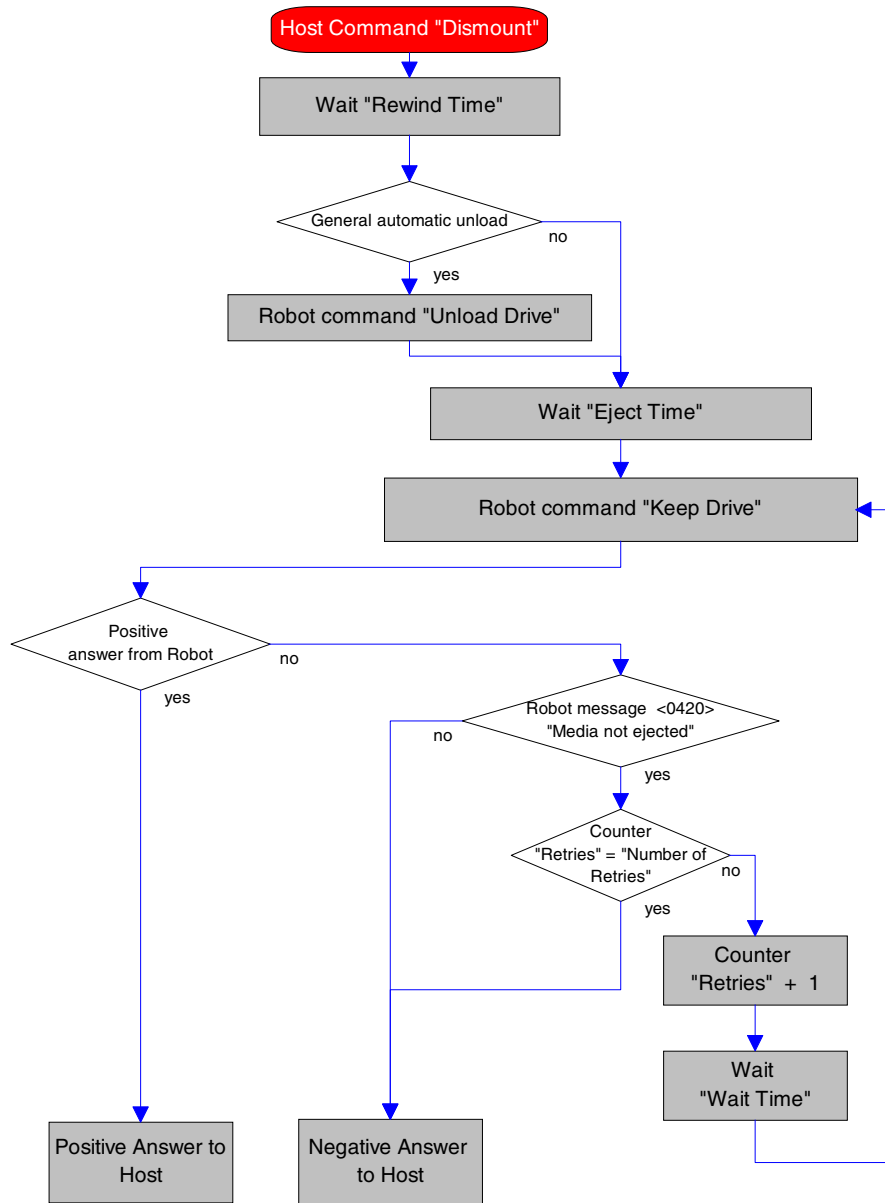 Host Command "Dismount"
Wait "Rewind Time"
General automatic unload
no
yes
Robot command "Unload Drive"
Wait "Eject Time"
Robot command "Keep Drive"
Positive
answer from Robot
no
yes
Robot message  <0420>
"Media not ejected"
no
yes
Counter
"Retries" = "Number of
Retries"
no
yes
Counter
"Retries"  +  1
Wait
"Wait Time"
Positive Answer to
Host
Negative Answer
to Host